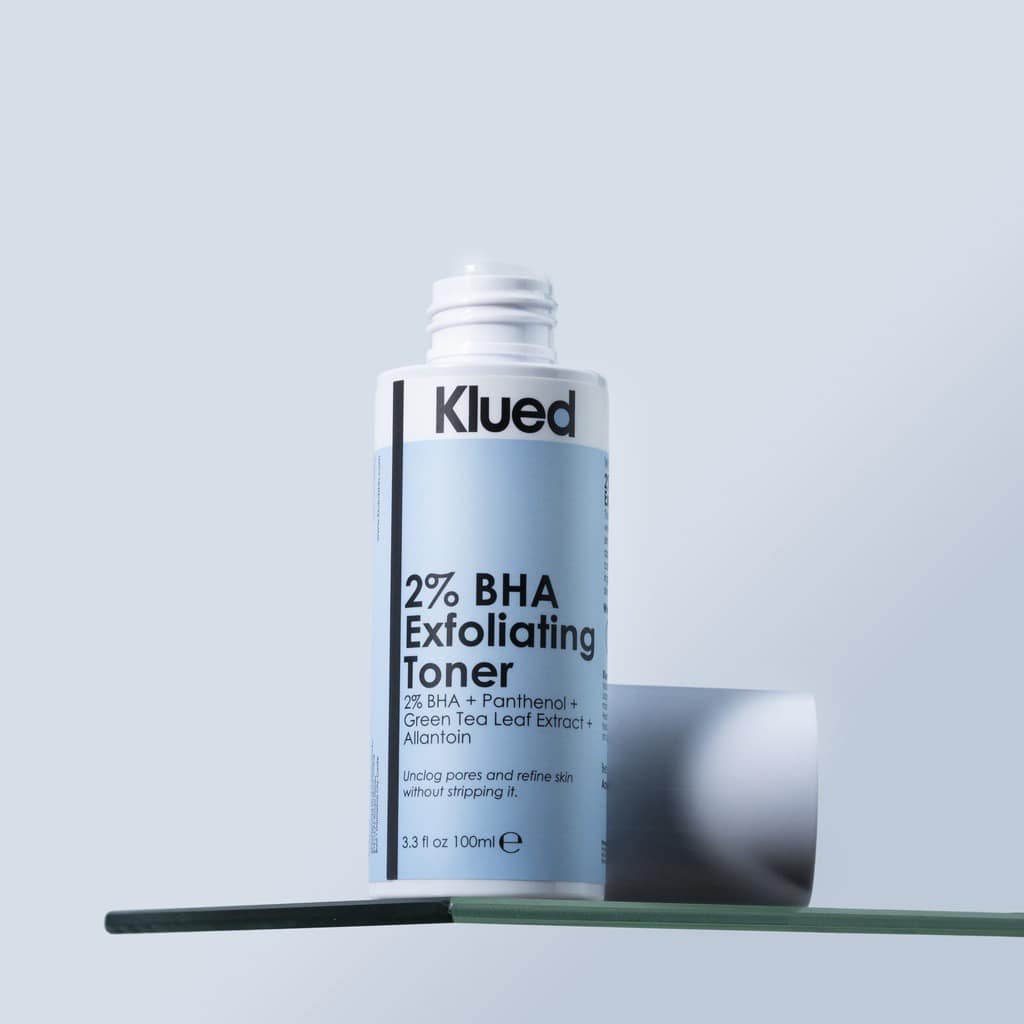 Klued
2% BHA
Exfoliating
Toner
2% BHA + Panthenol +
Green Tea Leaf Extract +
Allantoin
Unclog pores and refine skin
without stripping it.
3.3 fl oz 100ml ℮